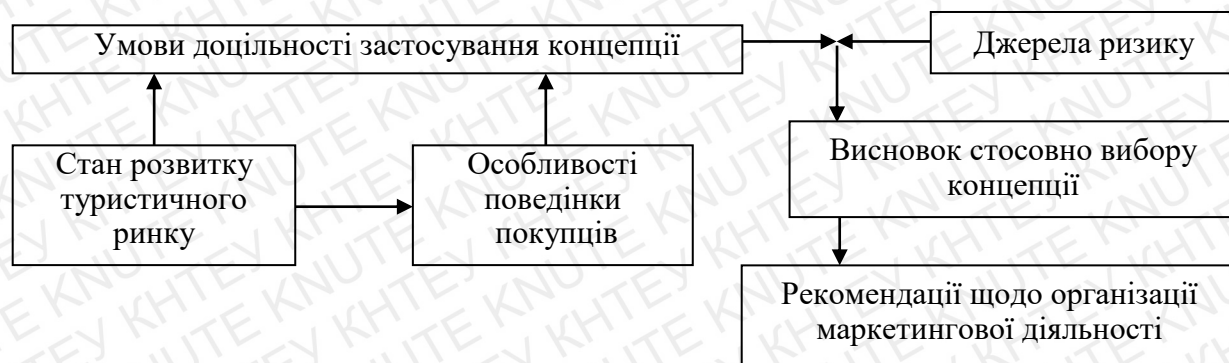 Умови доцільності застосування концепції
Джерела ризику
Стан розвитку
туристичного
ринку
Особливості
поведінки
покупців
Висновок стосовно вибору
концепції
Рекомендації щодо організації
маркетингової діяльності